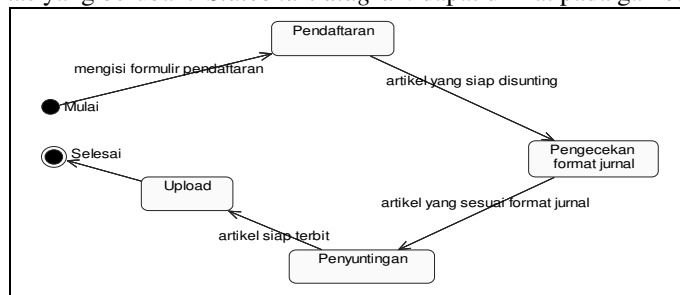 Pendaftaran
mengisi formulir pendaftaran
artikel yang siap disunting
Mulai
Pengecekan
format jurnal
Selesai
Upload
artikel yang sesuai format jurnal
artikel siap terbit
Penyuntingan